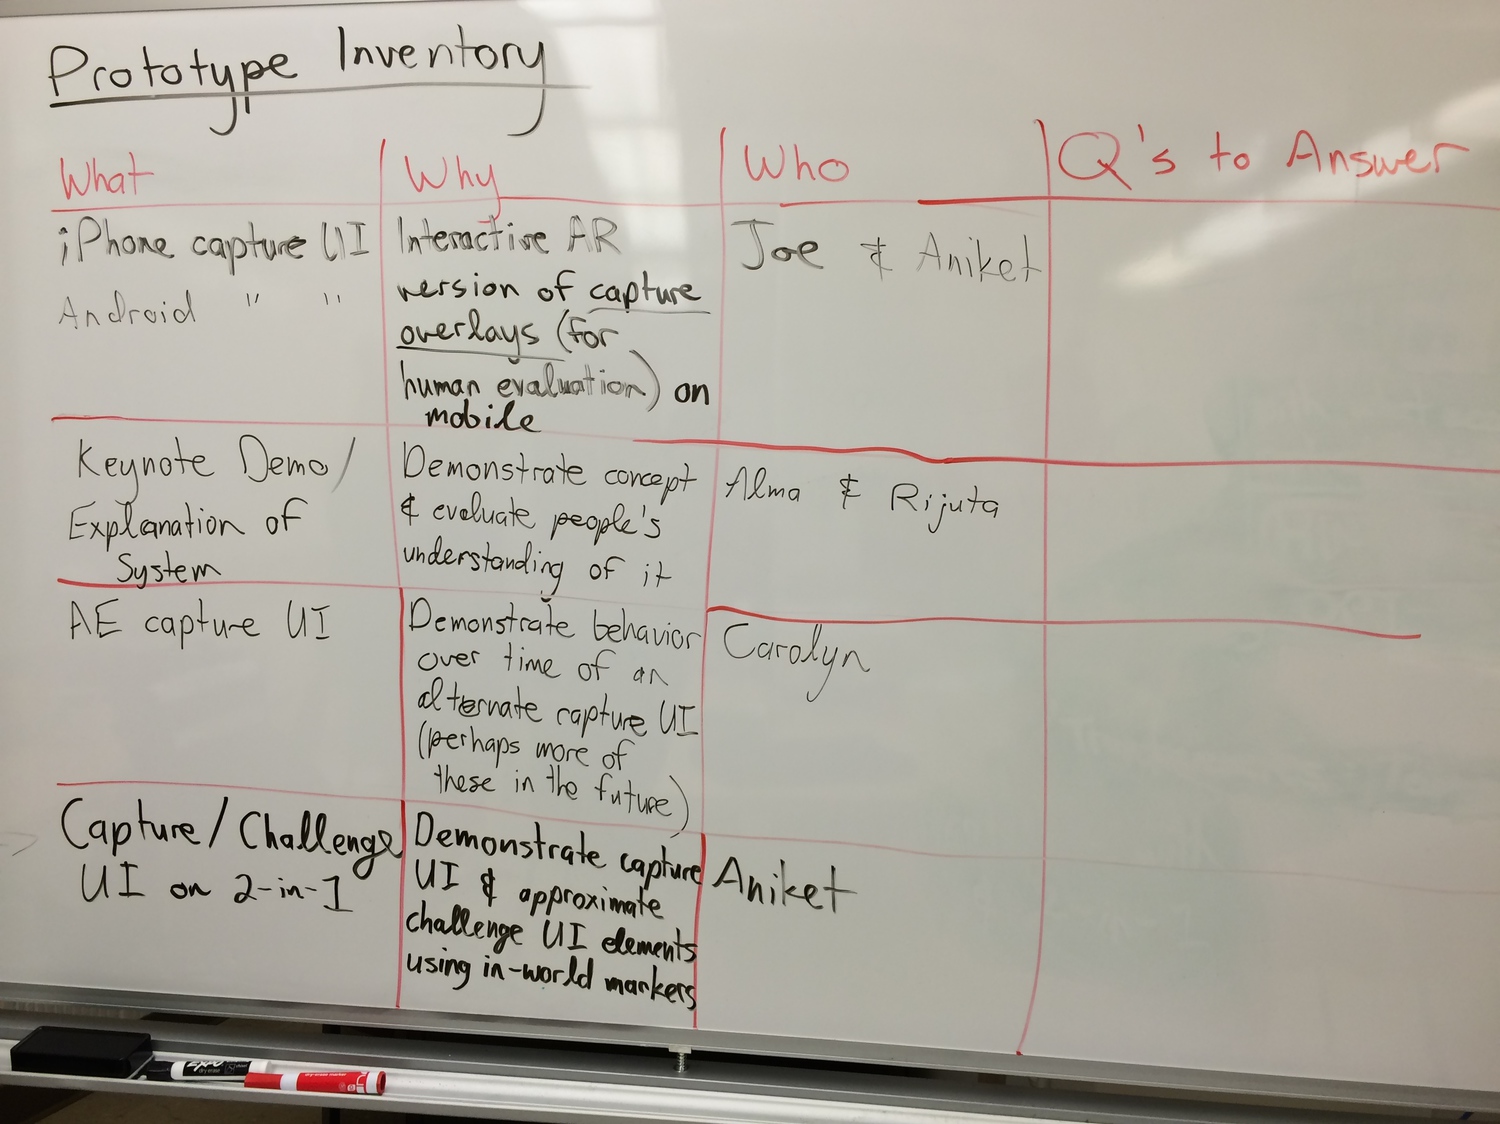 Prototype Inventory
What
Why
Who
Q's to Answer
iPhone capture UI
Android " "
Interactive AR
version of capture
overlays (for
human evaluation) on
mobile
Joe & Aniket
Keynote Demo/
Explanation of
System
Demonstrate concept
& evaluate people's
understanding of it
Alma & Rijuta
AE capture UI
Demonstrate behavior
over time of an
alternate capture UI
(perhaps more of
these in the future)
Carolyn
Capture/Challenge
UI on 2-in-1
Demonstrate capture
UI & approximate
challenge UI elements
using in-world markers
Aniket
EXPO